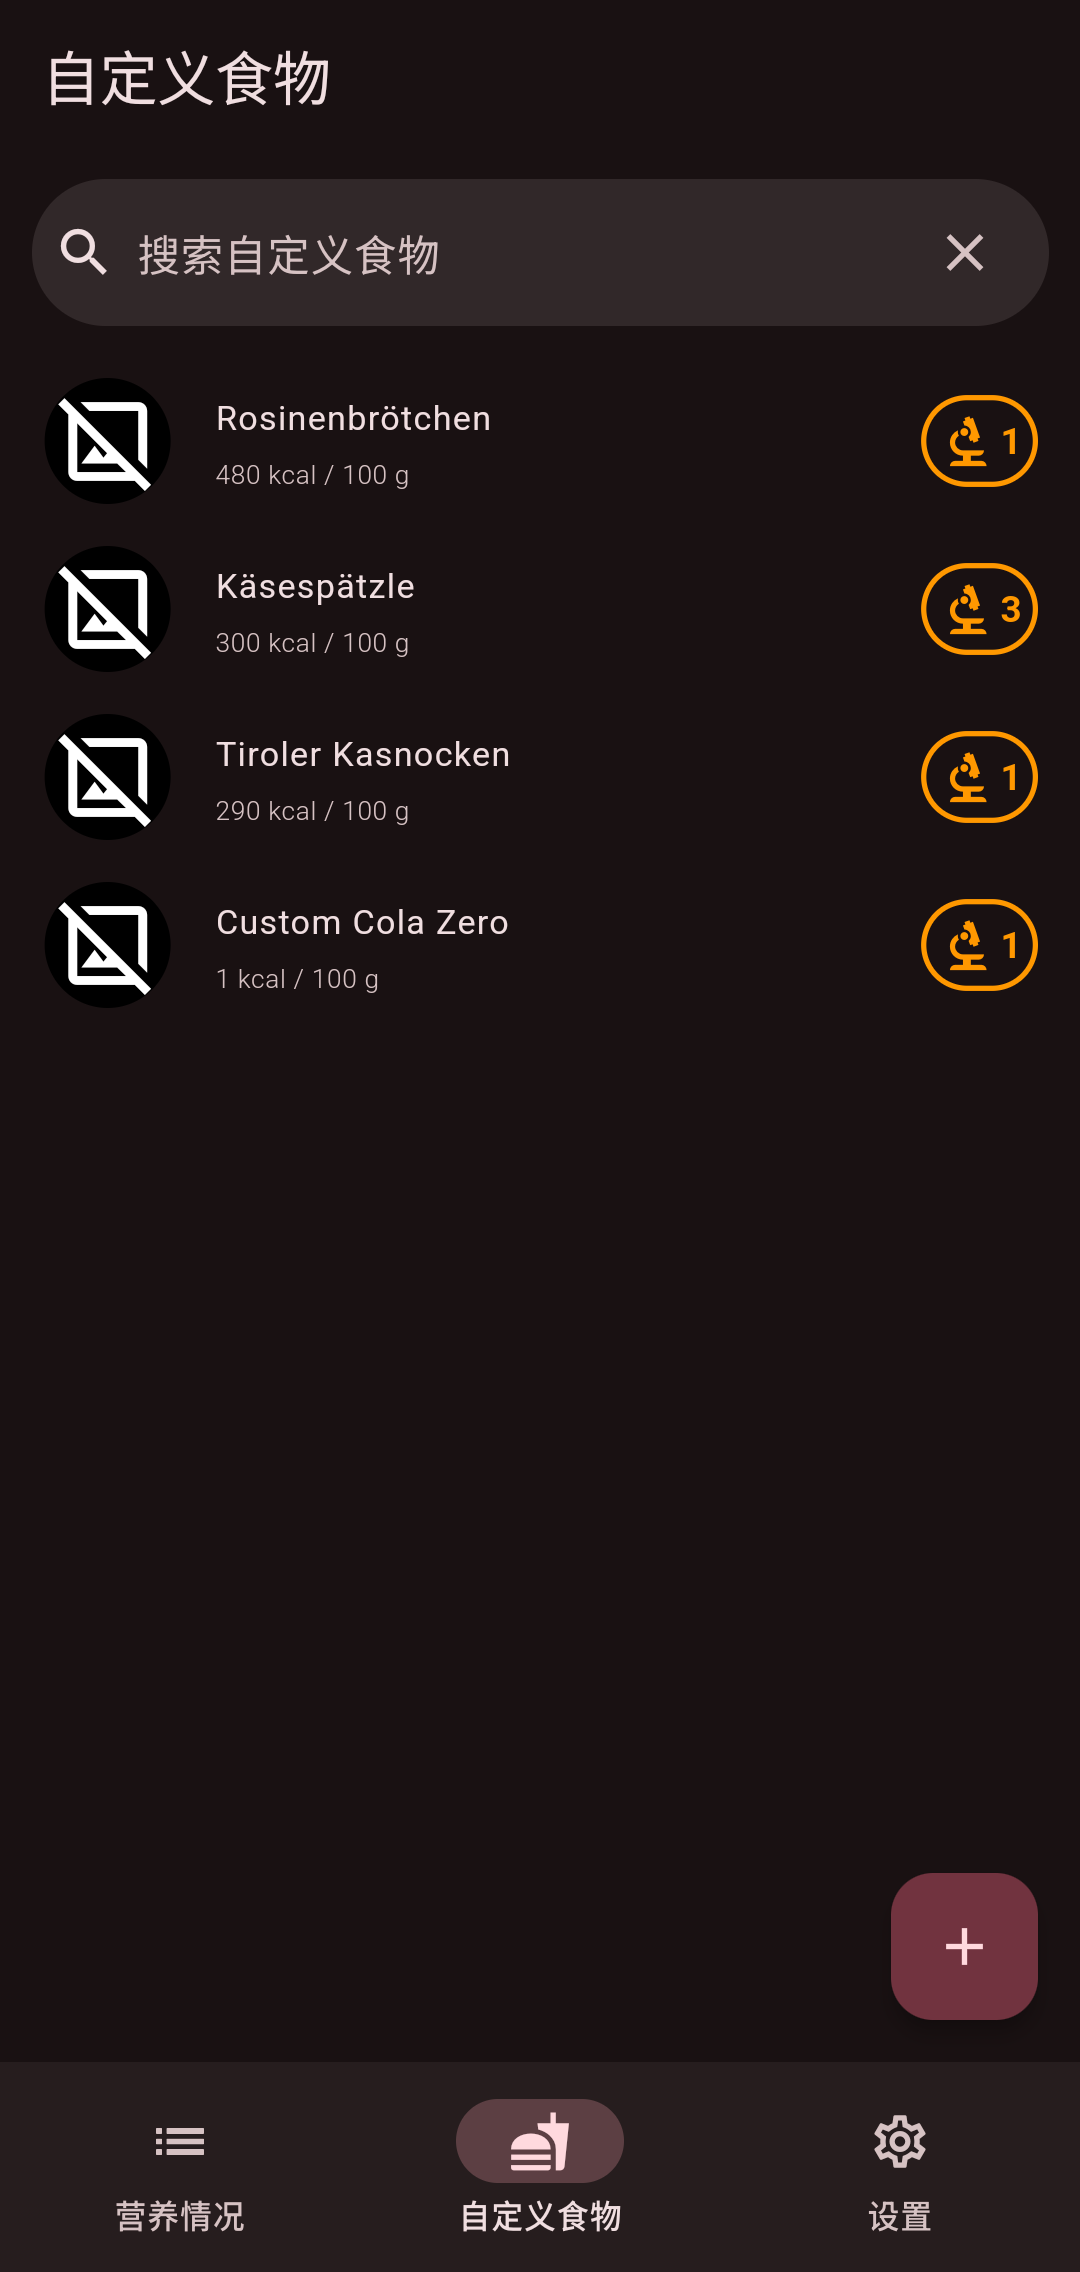 自定义食物
搜索自定义食物
Rosinenbrötchen
480 kcal / 100 g
1
Käsespätzle
300 kcal / 100 g
3
Tiroler Kasnocken
290 kcal / 100 g
1
Custom Cola Zero
1 kcal / 100 g
1
营养情况
自定义食物
设置